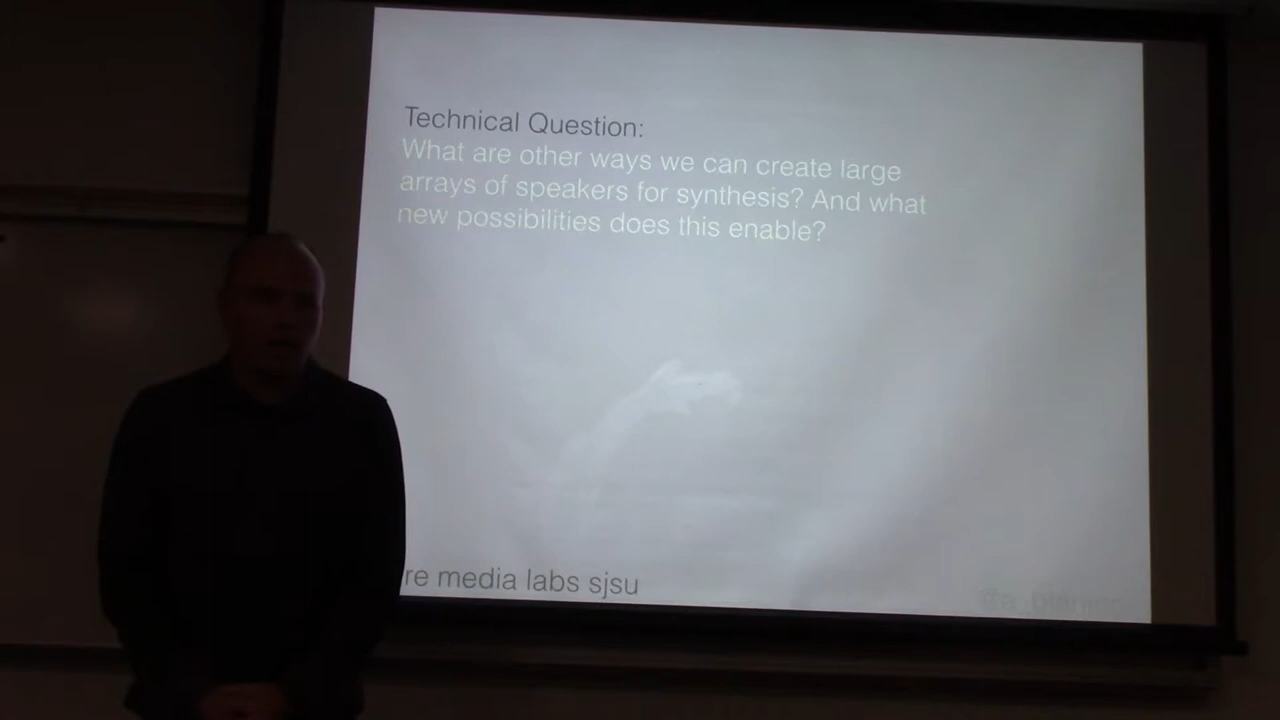 Technical Question:
What are other ways we can create large
arrays of speakers for synthesis? And what
new possibilities does this enable?
re media labs sjsu